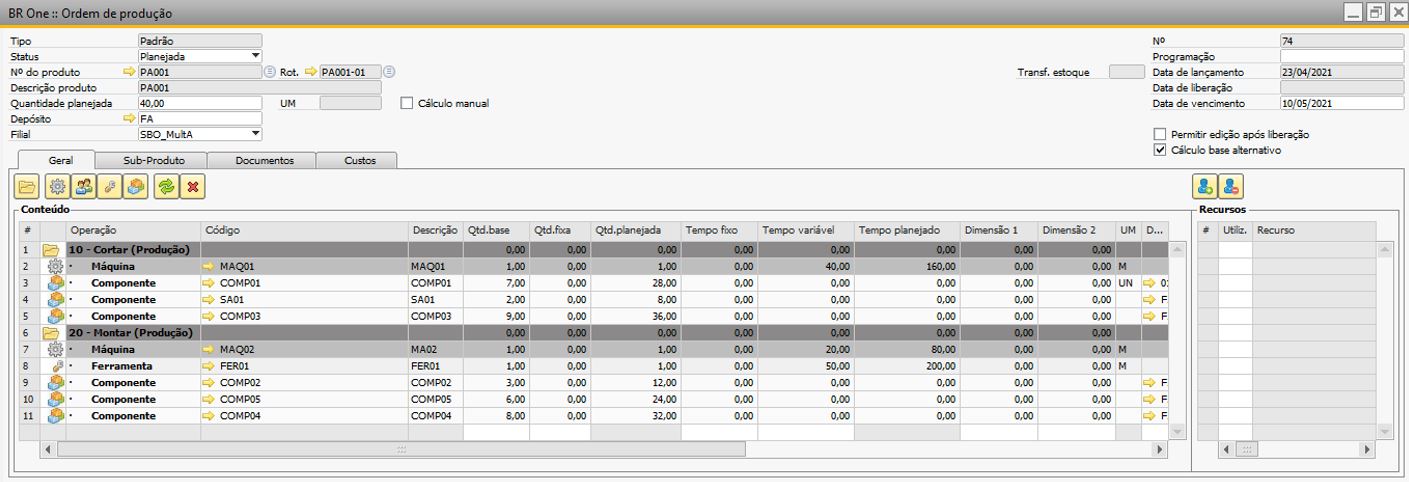 BR One :: Ordem de produção
Tipo Padrão Nº 74
Status Planejada Programação
Nº do produto PA001 Rot. PA001-01 Transf. estoque Data de lançamento 23/04/2021
Descrição produto PA001 Data de liberação
Quantidade planejada 40,00 UM Cálculo manual Data de vencimento 10/05/2021
Depósito FA
Filial SBO_MultA Permitir edição após liberação
Cálculo base alternativo
Geral Sub-Produto Documentos Custos
Conteúdo Recursos
# Operação Código Descrição Qtd.base Qtd.fixa Qtd.planejada Tempo fixo Tempo variável Tempo planejado Dimensão 1 Dimensão 2 UM D... # Utiliz. Recurso
1 10 - Cortar (Produção) 0,00 0,00 0,00 0,00 0,00 0,00 0,00 0,00
2 · Máquina MAQ01 MAQ01 1,00 0,00 1,00 0,00 40,00 160,00 0,00 0,00 M
3 · Componente COMP01 COMP01 7,00 0,00 28,00 0,00 0,00 0,00 0,00 0,00 UN 01
4 · Componente SA01 SA01 2,00 0,00 8,00 0,00 0,00 0,00 0,00 0,00 F
5 · Componente COMP03 COMP03 9,00 0,00 36,00 0,00 0,00 0,00 0,00 0,00 F
6 20 - Montar (Produção) 0,00 0,00 0,00 0,00 0,00 0,00 0,00 0,00
7 · Máquina MAQ02 MA02 1,00 0,00 1,00 0,00 20,00 80,00 0,00 0,00 M
8 · Ferramenta FER01 FER01 1,00 0,00 1,00 0,00 50,00 200,00 0,00 0,00 M
9 · Componente COMP02 COMP02 3,00 0,00 12,00 0,00 0,00 0,00 0,00 0,00 F
10 · Componente COMP05 COMP05 6,00 0,00 24,00 0,00 0,00 0,00 0,00 0,00 F
11 · Componente COMP04 COMP04 8,00 0,00 32,00 0,00 0,00 0,00 0,00 0,00 F